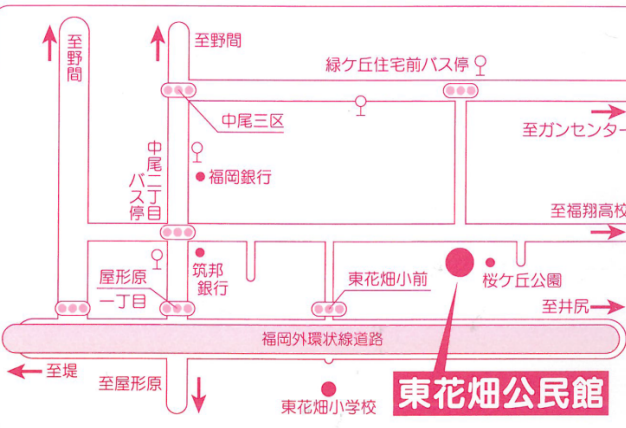 至野間
至野間
緑ケ丘住宅前バス停
中尾三区
至ガンセンター
中尾二丁目
バス停
福岡銀行
至福翔高校
筑邦
銀行
屋形原
一丁目
東花畑小前
桜ケ丘公園
至井尻
福岡外環状線道路
至堤
至屋形原
東花畑小学校
東花畑公民館